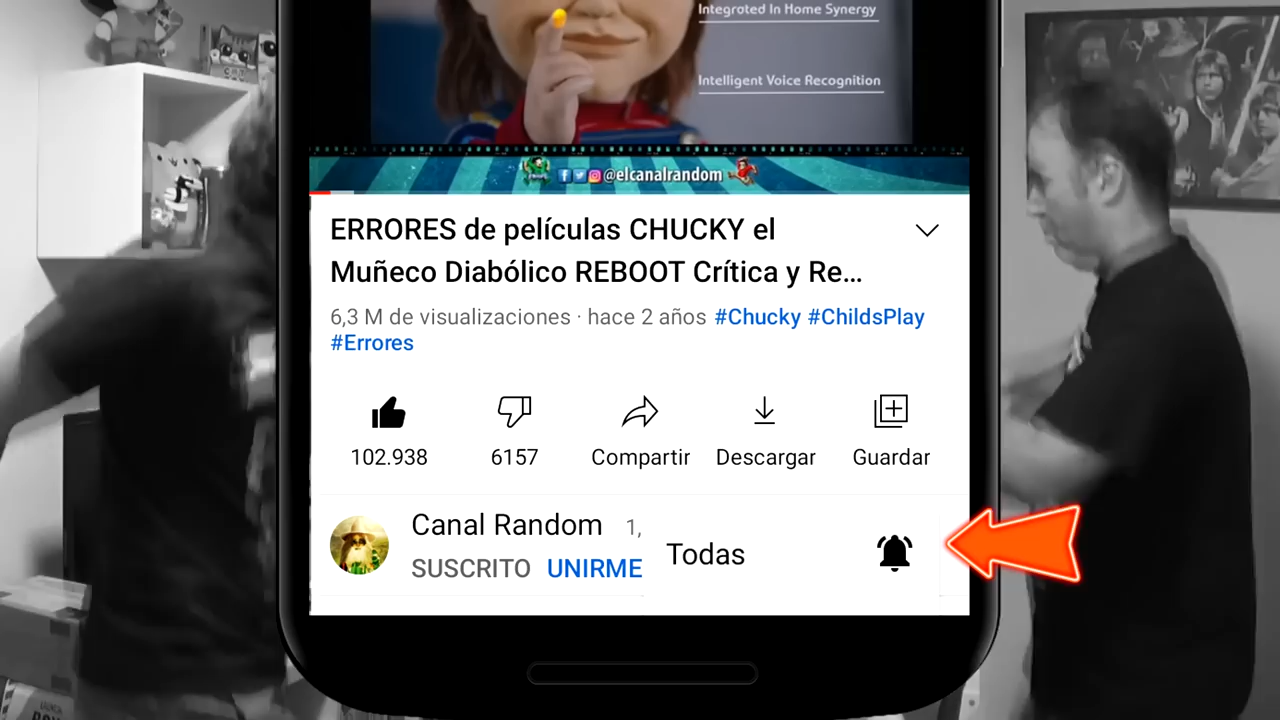 Integrated In Home Synergy
Intelligent Voice Recognition
@elcanalrandom
ERRORES de películas CHUCKY el
Muñeco Diabólico REBOOT Crítica y Re...
6,3 M de visualizaciones · hace 2 años #Chucky #ChildsPlay
#Errores
102.938
6157
Compartir
Descargar
Guardar
Canal Random 1,
SUSCRITO UNIRME
Todas